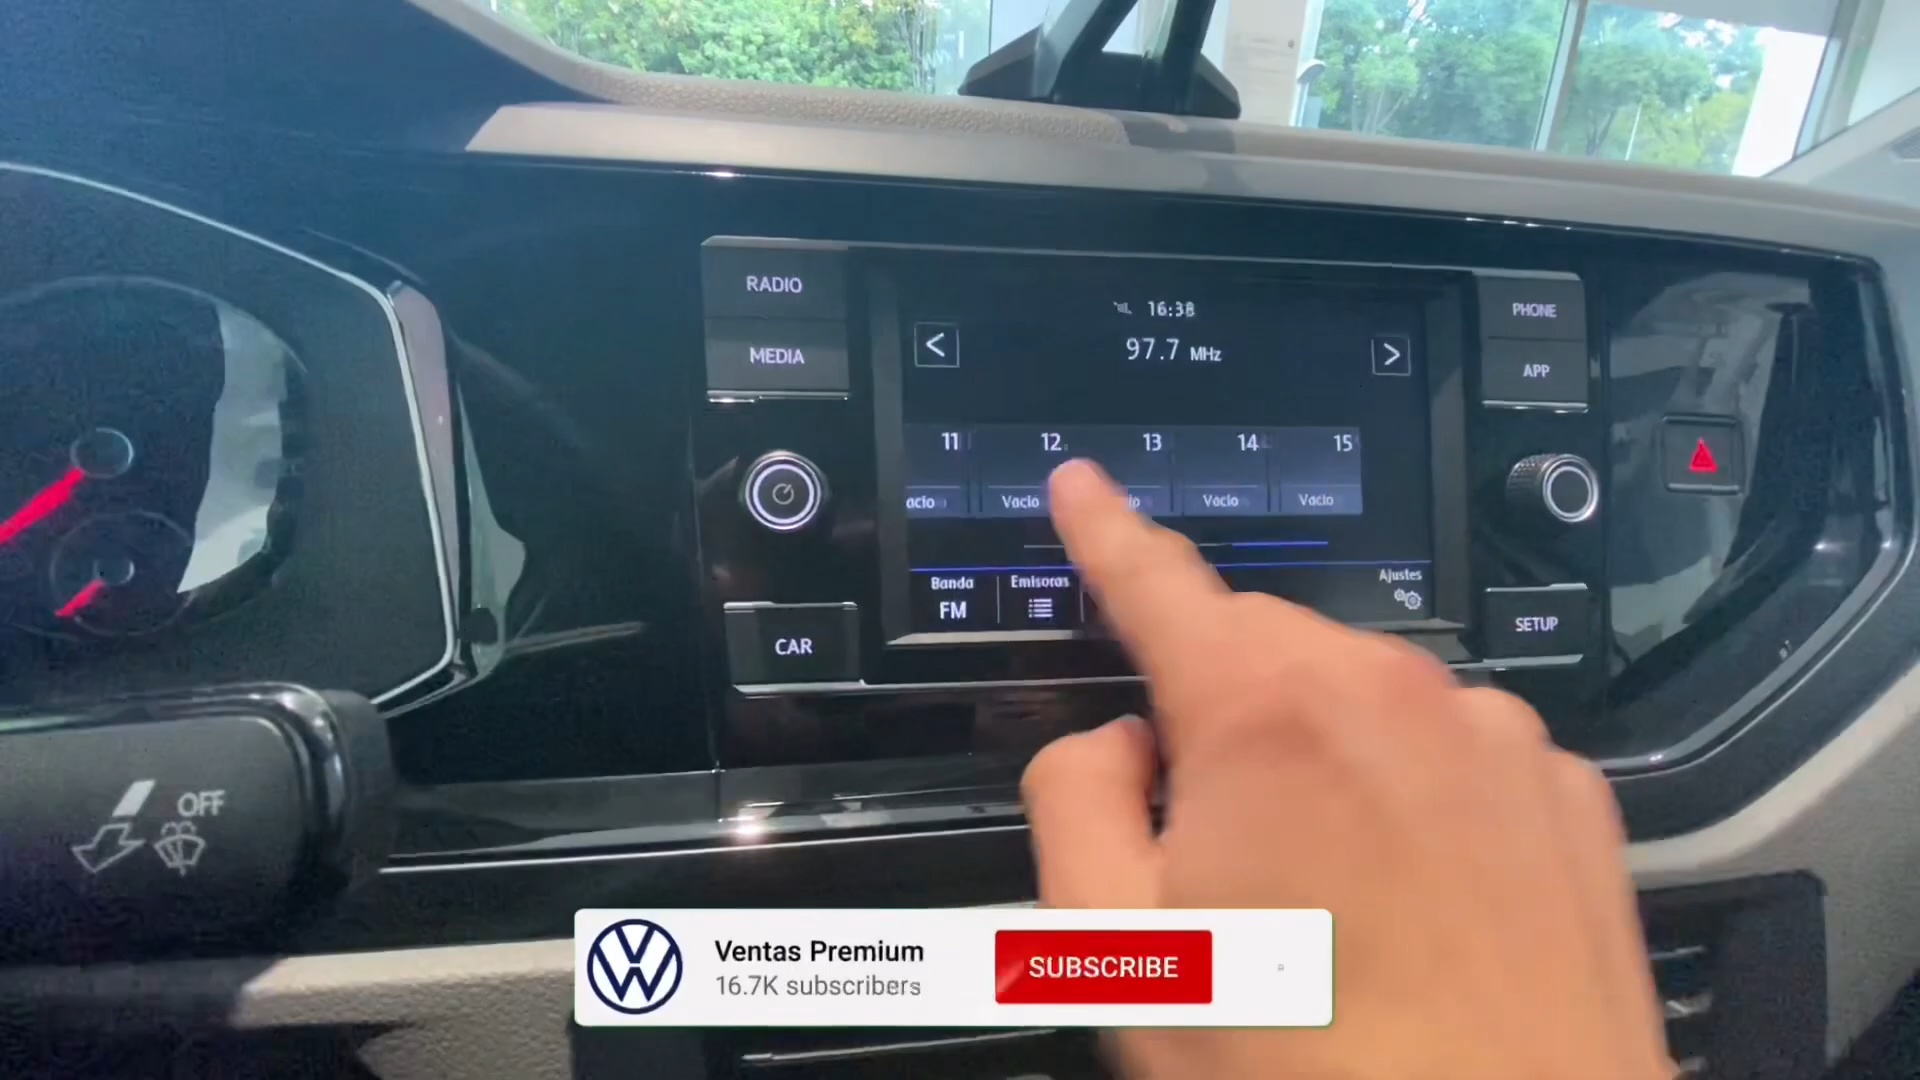 RADIO
MEDIA
CAR
16:38
97.7 MHz
11
12
13
14
15
acio
Vacio
io
Vacio
Vacio
Banda
FM
Emisoras
Ajustes
PHONE
APP
SETUP
OFF
Ventas Premium
16.7K subscribers
SUBSCRIBE